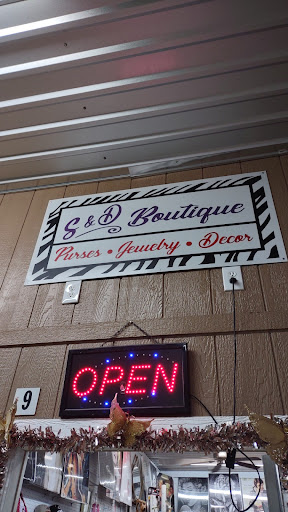 S & D Boutique
Purses • Jewelry • Decor
OPEN
9